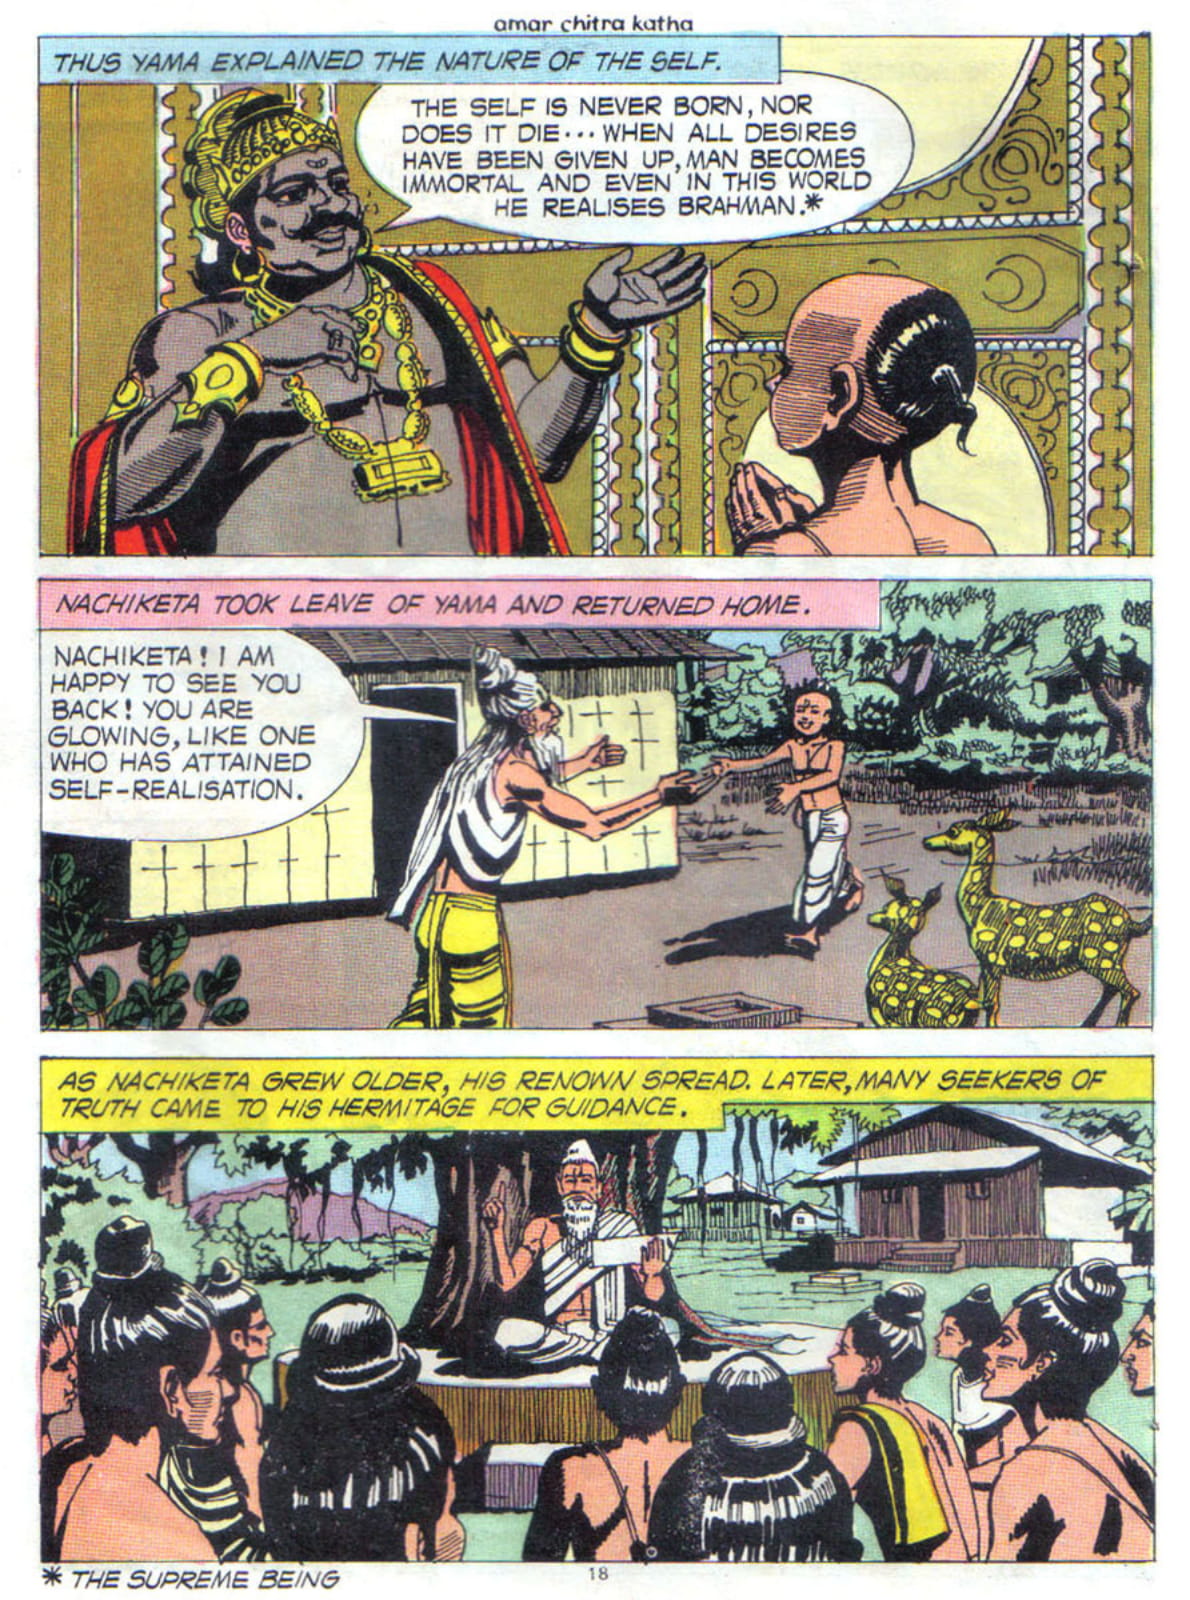 amar chitra katha
THUS YAMA EXPLAINED THE NATURE OF THE SELF.
THE SELF IS NEVER BORN, NOR
DOES IT DIE... WHEN ALL DESIRES
HAVE BEEN GIVEN UP, MAN BECOMES
IMMORTAL AND EVEN IN THIS WORLD
HE REALISES BRAHMAN.*
NACHIKETA TOOK LEAVE OF YAMA AND RETURNED HOME.
NACHIKETA! I AM
HAPPY TO SEE YOU
BACK! YOU ARE
GLOWING, LIKE ONE
WHO HAS ATTAINED
SELF-REALISATION.
AS NACHIKETA GREW OLDER, HIS RENOWN SPREAD. LATER, MANY SEEKERS OF
TRUTH CAME TO HIS HERMITAGE FOR GUIDANCE.
* THE SUPREME BEING
18